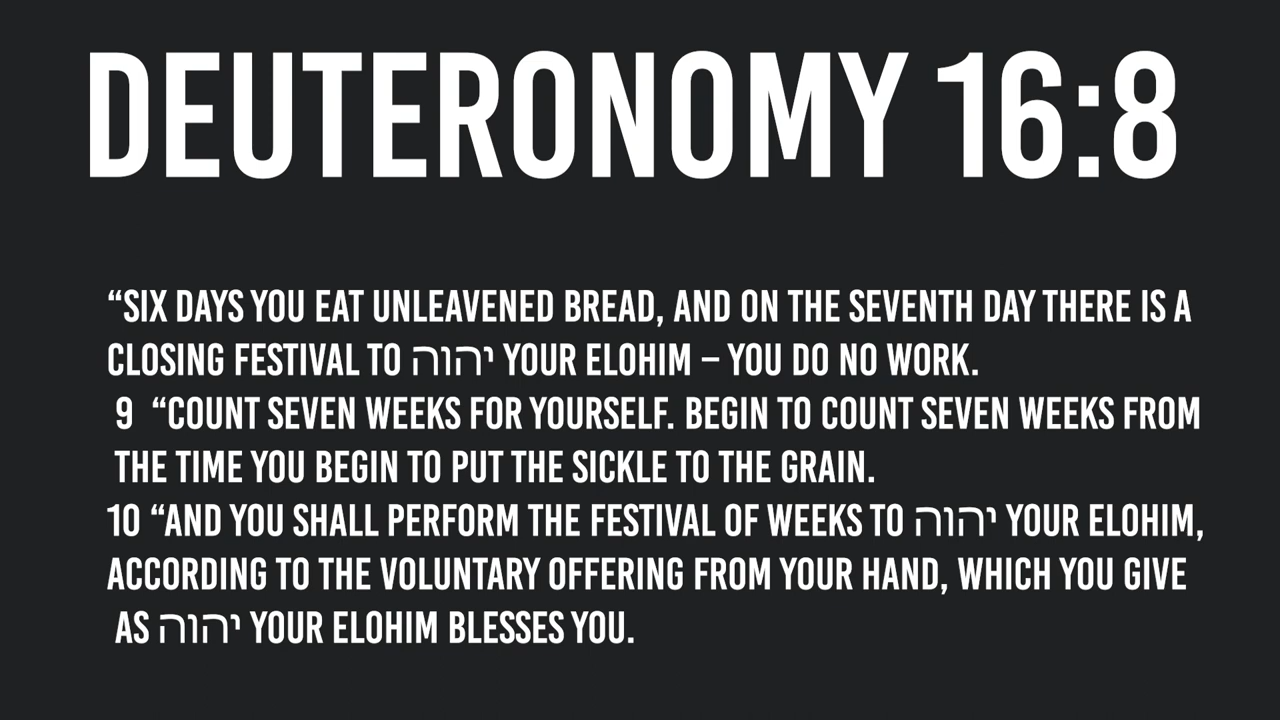 DEUTERONOMY 16:8
“SIX DAYS YOU EAT UNLEAVENED BREAD, AND ON THE SEVENTH DAY THERE IS A
CLOSING FESTIVAL TO יהוה YOUR ELOHIM – YOU DO NO WORK.
9 “COUNT SEVEN WEEKS FOR YOURSELF. BEGIN TO COUNT SEVEN WEEKS FROM
THE TIME YOU BEGIN TO PUT THE SICKLE TO THE GRAIN.
10 “AND YOU SHALL PERFORM THE FESTIVAL OF WEEKS TO יהוה YOUR ELOHIM,
ACCORDING TO THE VOLUNTARY OFFERING FROM YOUR HAND, WHICH YOU GIVE
AS יהוה YOUR ELOHIM BLESSES YOU.